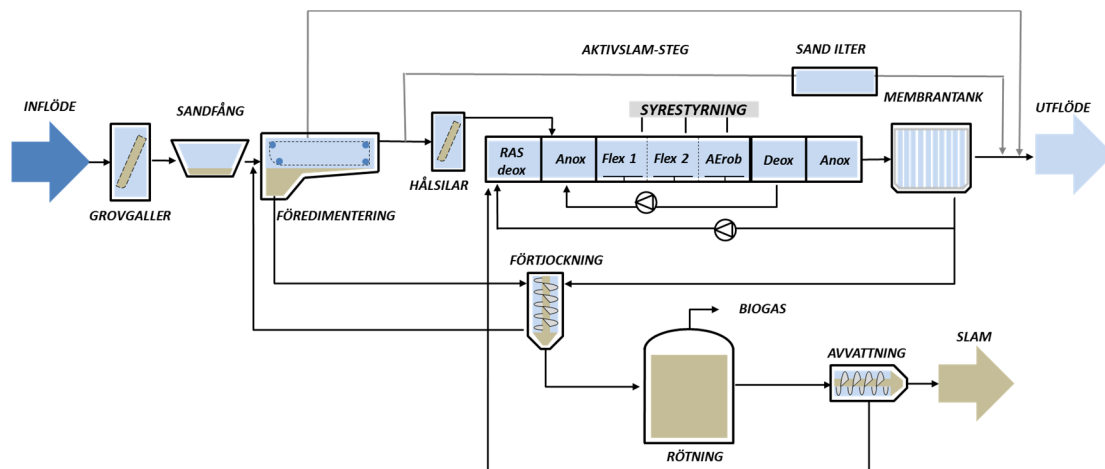 AKTIVSLAM-STEG
SAND ILTER
INFLÖDE
SANDFÅNG
SYRESTYRNING
MEMBRANTANK
UTFLÖDE
RAS
deox
Anox
Flex 1
Flex 2
AErob
Deox
Anox
HÅLSILAR
GROVGALLER
FÖREDIMENTERING
FÖRTJOCKNING
BIOGAS
SLAM
AVVATTNING
RÖTNING